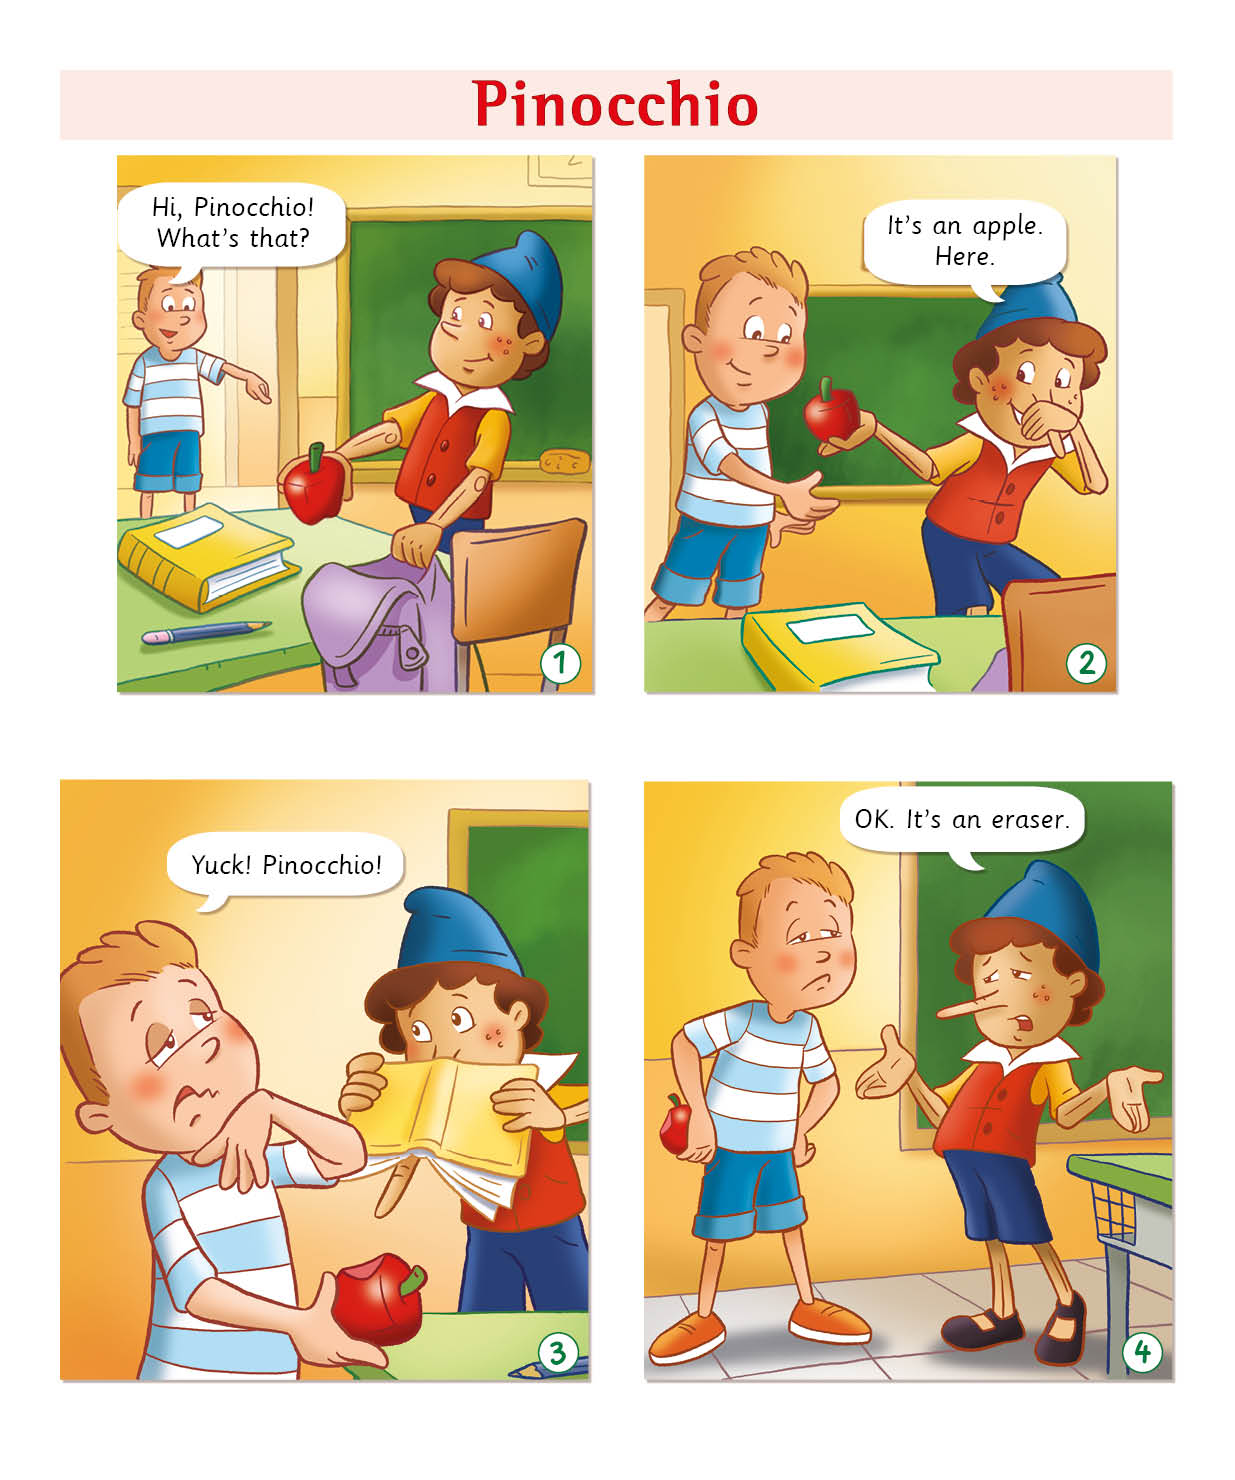 Pinocchio
Hi, Pinocchio!
What's that?
1
It's an apple.
Here.
2
Yuck! Pinocchio!
3
OK. It's an eraser.
4